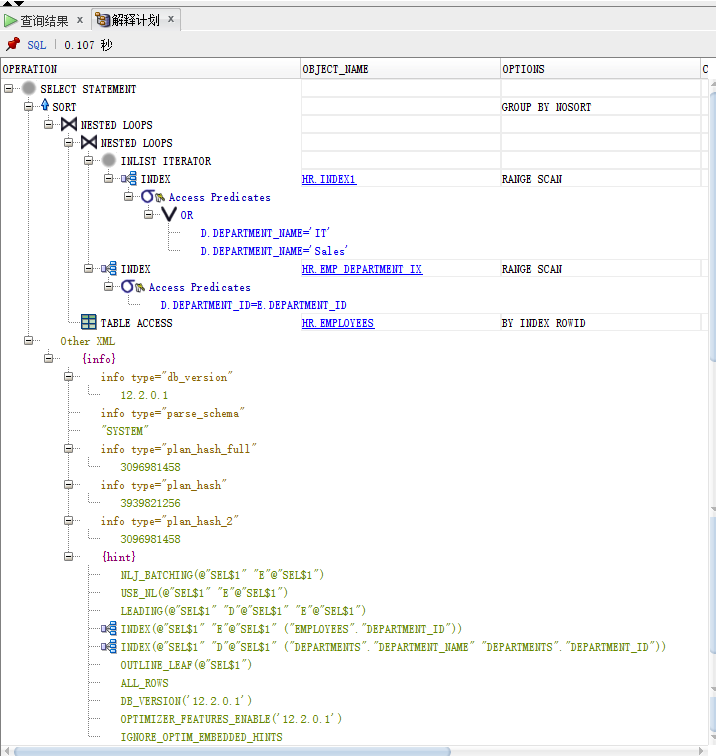 查询结果 x 解释计划 x
SQL | 0.107 秒
OPERATION OBJECT_NAME OPTIONS C
SELECT STATEMENT
SORT GROUP BY NOSORT
NESTED LOOPS
NESTED LOOPS
INLIST ITERATOR
INDEX HR.INDEX1 RANGE SCAN
Access Predicates
OR
D.DEPARTMENT_NAME='IT'
D.DEPARTMENT_NAME='Sales'
INDEX HR.EMP_DEPARTMENT_IX RANGE SCAN
Access Predicates
D.DEPARTMENT_ID=E.DEPARTMENT_ID
TABLE ACCESS HR.EMPLOYEES BY INDEX ROWID
Other XML
{info}
info type="db_version"
12.2.0.1
info type="parse_schema"
"SYSTEM"
info type="plan_hash_full"
3096981458
info type="plan_hash"
3939821256
info type="plan_hash_2"
3096981458
{hint}
NLJ_BATCHING(@"SEL$1" "E"@"SEL$1")
USE_NL(@"SEL$1" "E"@"SEL$1")
LEADING(@"SEL$1" "D"@"SEL$1" "E"@"SEL$1")
INDEX(@"SEL$1" "E"@"SEL$1" ("EMPLOYEES"."DEPARTMENT_ID"))
INDEX(@"SEL$1" "D"@"SEL$1" ("DEPARTMENTS"."DEPARTMENT_NAME" "DEPARTMENTS"."DEPARTMENT_ID"))
OUTLINE_LEAF(@"SEL$1")
ALL_ROWS
DB_VERSION('12.2.0.1')
OPTIMIZER_FEATURES_ENABLE('12.2.0.1')
IGNORE_OPTIM_EMBEDDED_HINTS